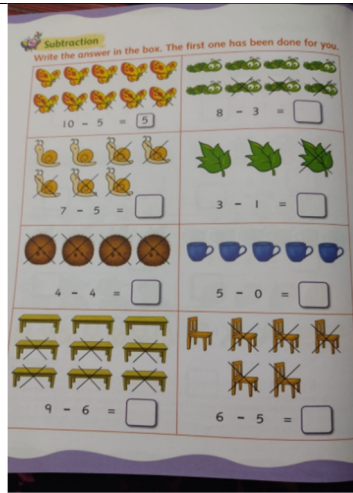 Subtraction
Write the answer in the box. The first one has been done for you.
10 - 5 = 5
8 - 3 =
7 - 5 =
3 - 1 =
4 - 4 =
5 - 0 =
9 - 6 =
6 - 5 =